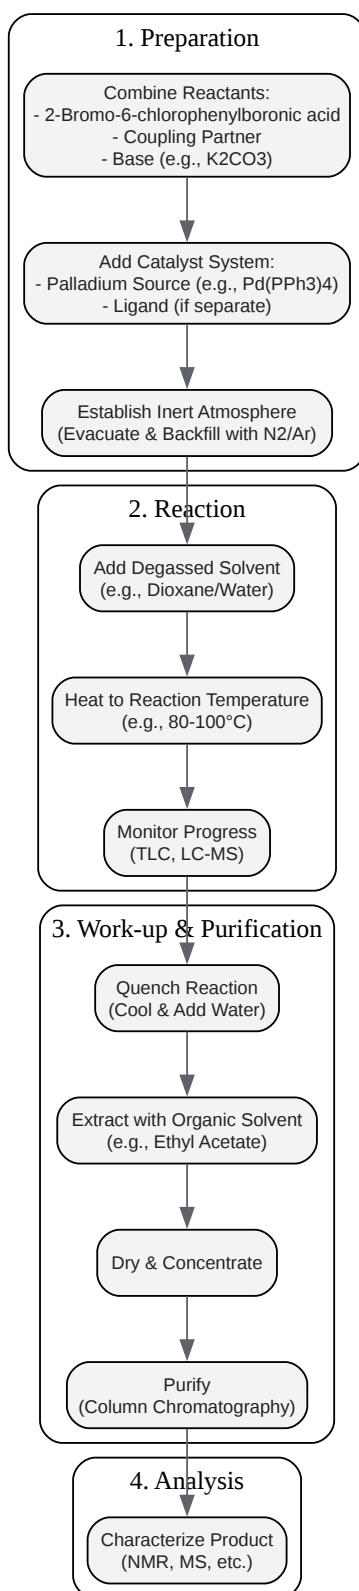 1. Preparation
Combine Reactants:
- 2-Bromo-6-chlorophenylboronic acid
- Coupling Partner
- Base (e.g., K2CO3)
Add Catalyst System:
- Palladium Source (e.g., Pd(PPh3)4)
- Ligand (if separate)
Establish Inert Atmosphere
(Evacuate & Backfill with N2/Ar)
2. Reaction
Add Degassed Solvent
(e.g., Dioxane/Water)
Heat to Reaction Temperature
(e.g., 80-100°C)
Monitor Progress
(TLC, LC-MS)
3. Work-up & Purification
Quench Reaction
(Cool & Add Water)
Extract with Organic Solvent
(e.g., Ethyl Acetate)
Dry & Concentrate
Purify
(Column Chromatography)
4. Analysis
Characterize Product
(NMR, MS, etc.)